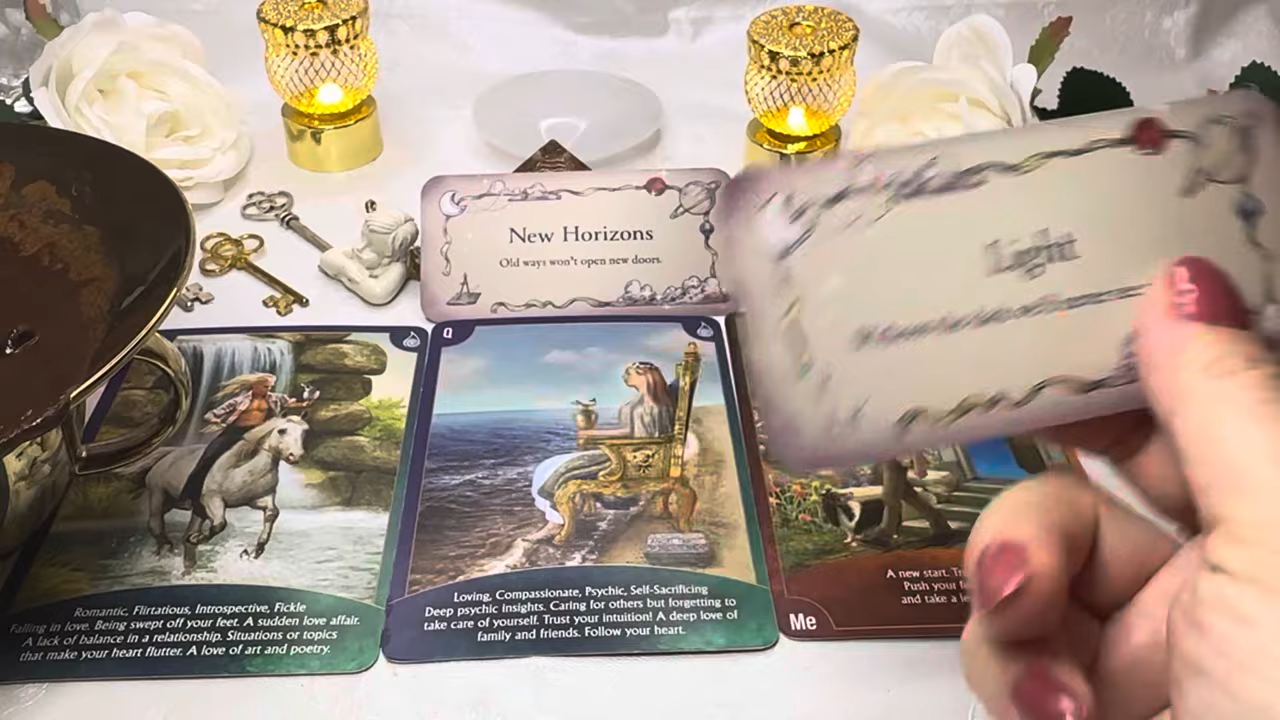 New Horizons
Old ways won't open new doors.
Light
Q
Romantic, Flirtatious, Introspective, Fickle
Falling in love. Being swept off your feet. A sudden love affair.
A lack of balance in a relationship. Situations or topics
that make your heart flutter. A love of art and poetry.
Loving, Compassionate, Psychic, Self-Sacrificing
Deep psychic insights. Caring for others but forgetting to
take care of yourself. Trust your intuition! A deep love of
family and friends. Follow your heart.
A new start.
Push your
and take a
Me